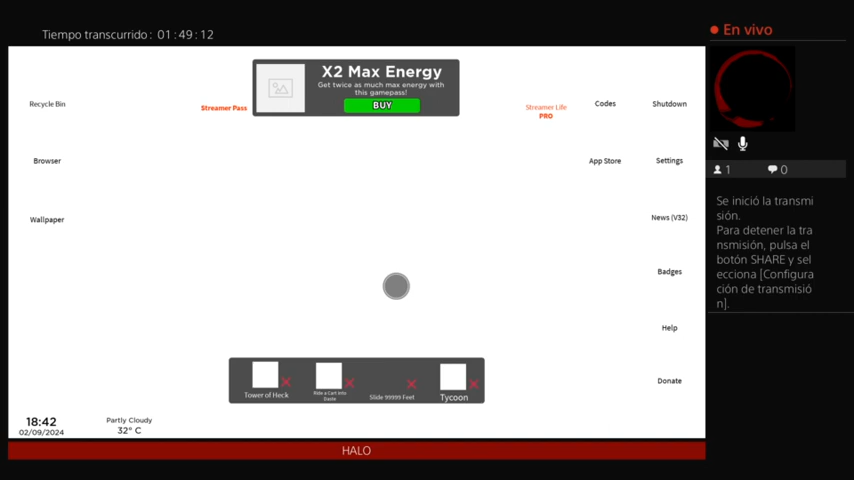 Tiempo transcurrido: 01:49:12
En vivo
X2 Max Energy
Get twice as much max energy with
this gamepass!
BUY
Recycle Bin
Streamer Pass
Streamer Life
PRO
Codes
Shutdown
Browser
App Store
Settings
1
0
Wallpaper
News (V32)
Se inició la transmi
sión.
Para detener la tra
nsmisión, pulsa el
botón SHARE y sel
ecciona [Configura
ción de transmisió
n].
Badges
Help
Donate
Tower of Heck
Ride a Cart Into
Slide 99999 Feet
Tycoon
18:42
02/09/2024
Partly Cloudy
32° C
HALO